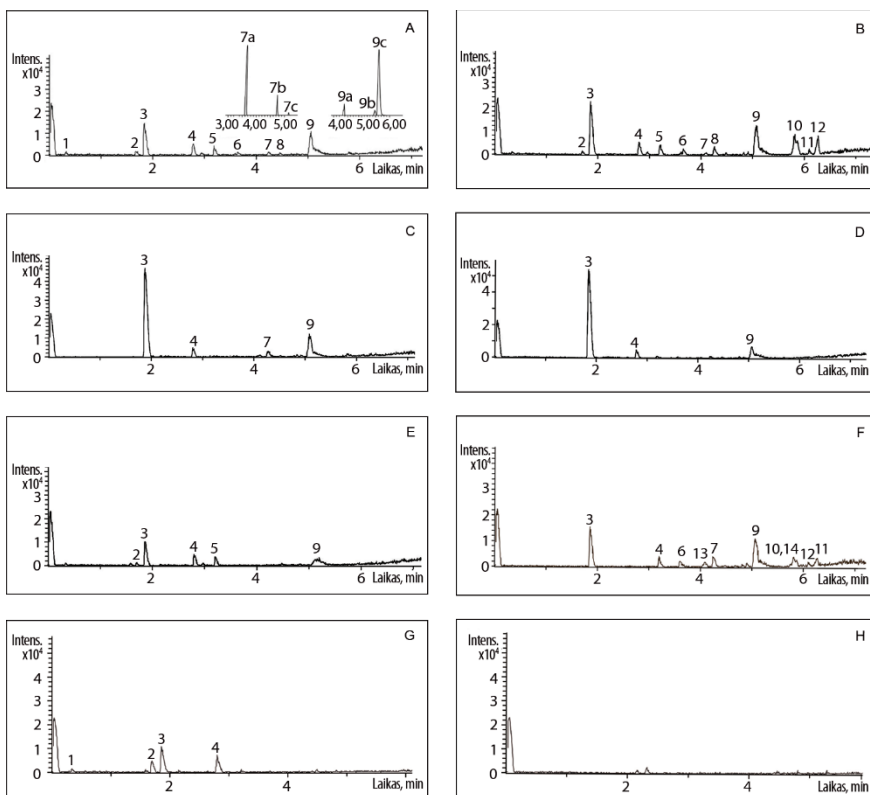 A
Intens.
x10⁴
4
3
2
1
0
1
2
3
4
5
6
7
8
9
7a
7b
7c
3,00 4,00 5,00
9a
9b
9c
4,00 5,00 6,00
2 4 6
Laikas, min
B
Intens.
x10⁴
4
3
2
1
0
2
3
4
5
6
7
8
9
10
11
12
2 4 6
Laikas, min
C
Intens.
x10⁴
4
3
2
1
0
3
4
7
9
2 4 6
Laikas, min
D
Intens.
x10⁴
4
2
0
3
4
9
2 4 6
Laikas, min
E
Intens.
x10⁴
4
3
2
1
0
2
3
4
5
9
2 4 6
Laikas, min
F
Intens.
x10⁴
4
3
2
1
0
3
4
6
13
7
9
10,14
12
11
2 4 6
Laikas, min
G
Intens.
x10⁴
4
3
2
1
0
1
2
3
4
2 4
Laikas, min
H
Intens.
x10⁴
4
3
2
1
0
2 4
Laikas, min